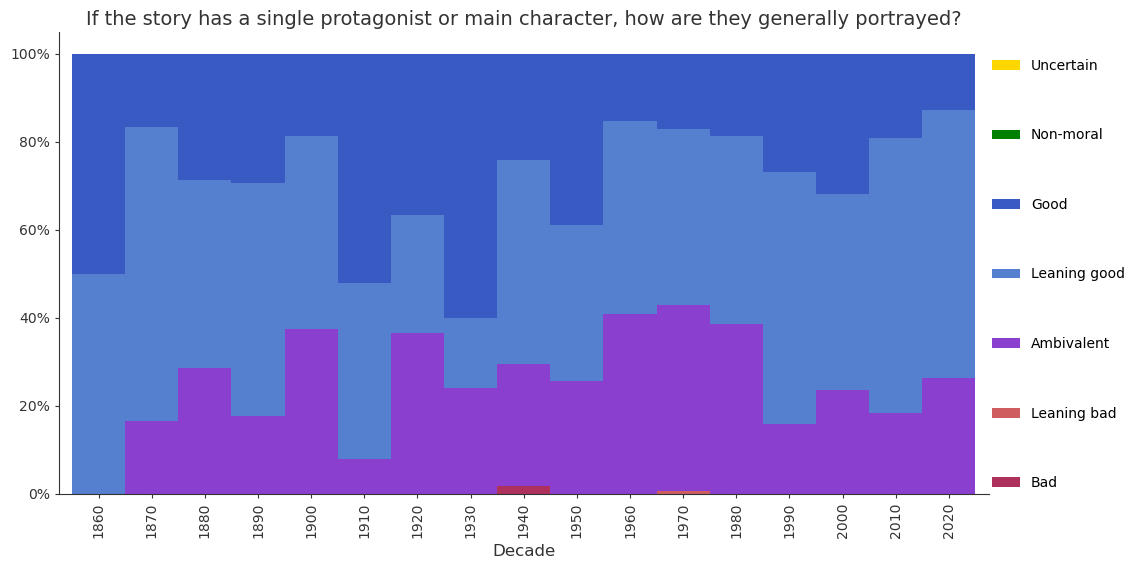 If the story has a single protagonist or main character, how are they generally portrayed?
100%
80%
60%
40%
20%
0%
1860
1870
1880
1890
1900
1910
1920
1930
1940
1950
1960
1970
1980
1990
2000
2010
2020
Decade
Uncertain
Non-moral
Good
Leaning good
Ambivalent
Leaning bad
Bad